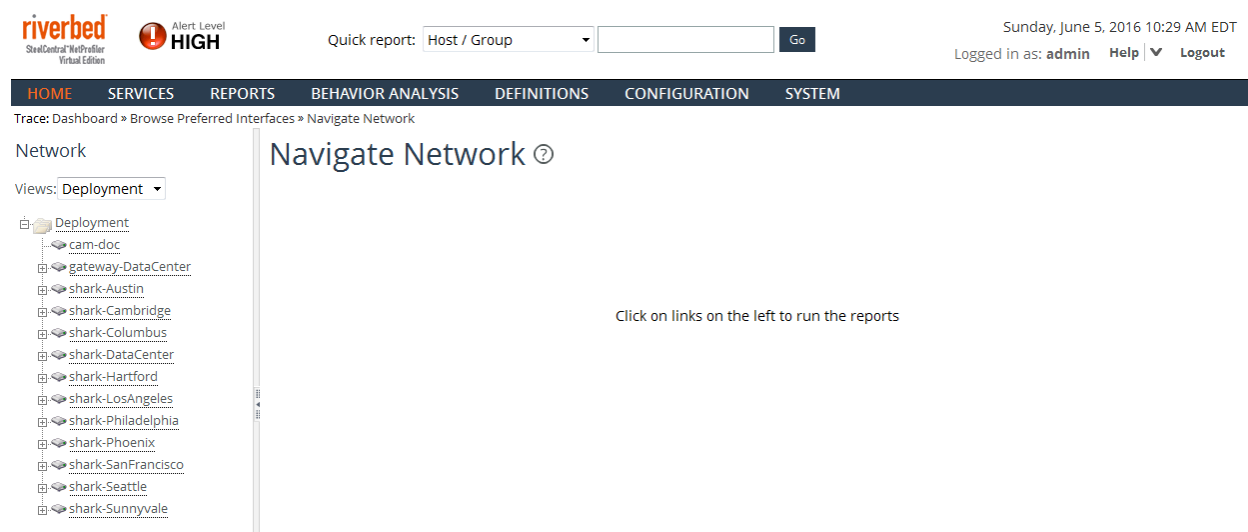 riverbed
SteelCentral™NetProfiler
Virtual Edition
Alert Level
HIGH
Quick report: Host / Group Go
Sunday, June 5, 2016 10:29 AM EDT
Logged in as: admin Help Logout
HOME SERVICES REPORTS BEHAVIOR ANALYSIS DEFINITIONS CONFIGURATION SYSTEM
Trace: Dashboard » Browse Preferred Interfaces » Navigate Network
Network
Views: Deployment
Deployment
cam-doc
gateway-DataCenter
shark-Austin
shark-Cambridge
shark-Columbus
shark-DataCenter
shark-Hartford
shark-LosAngeles
shark-Philadelphia
shark-Phoenix
shark-SanFrancisco
shark-Seattle
shark-Sunnyvale
Navigate Network ?
Click on links on the left to run the reports